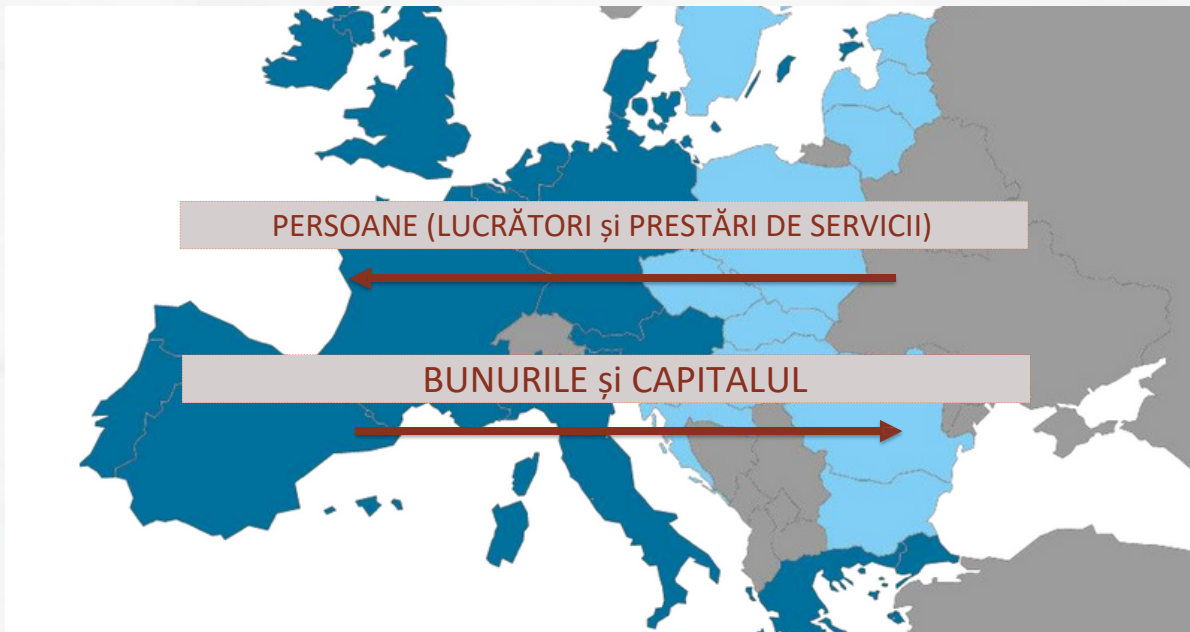 PERSOANE (LUCRĂTORI și PRESTĂRI DE SERVICII)
BUNURILE și CAPITALUL